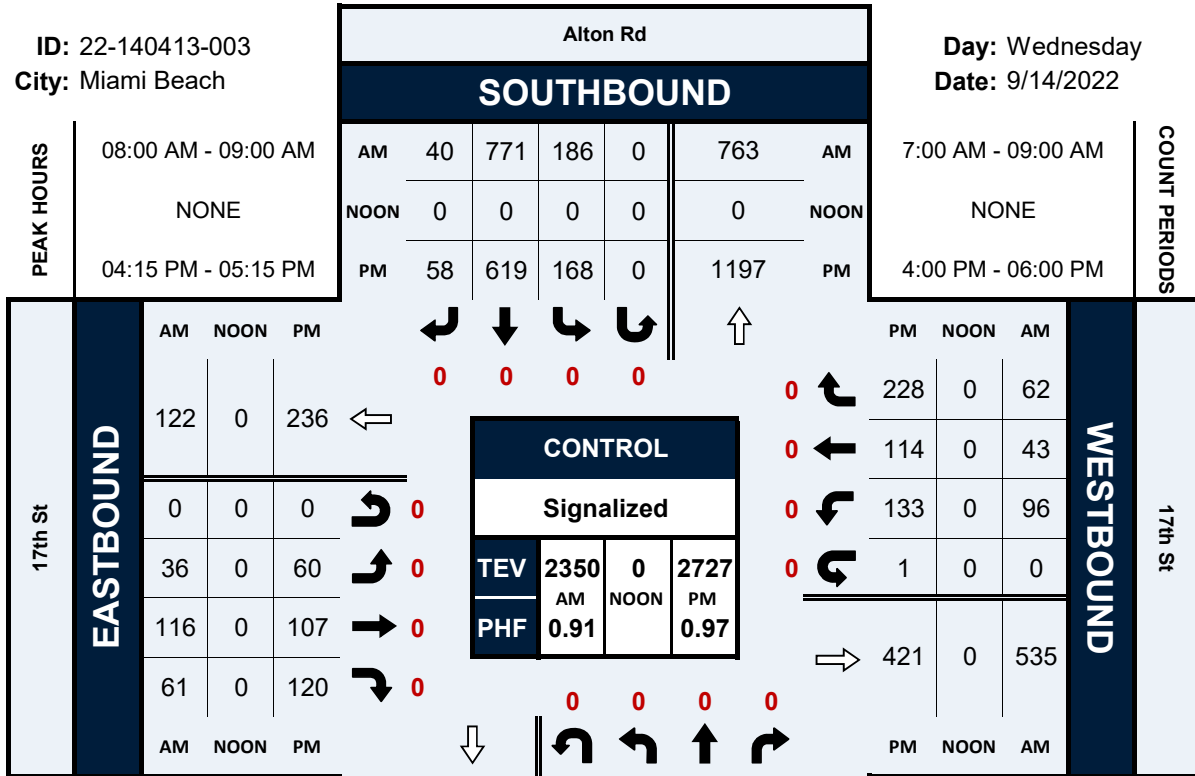 Alton Rd
ID: 22-140413-003
City: Miami Beach
Day: Wednesday
Date: 9/14/2022
SOUTHBOUND
PEAK HOURS
08:00 AM - 09:00 AM
NONE
04:15 PM - 05:15 PM
AM 40 771 186 0 763 AM
NOON 0 0 0 0 0 NOON
PM 58 619 168 0 1197 PM
7:00 AM - 09:00 AM
NONE
4:00 PM - 06:00 PM
COUNT PERIODS
0 0 0 0
17th St
EASTBOUND
AM NOON PM
122 0 236
0 0 0 0
36 0 60 0
116 0 107 0
61 0 120 0
AM NOON PM
CONTROL
Signalized
TEV 2350 0 2727
AM NOON PM
PHF 0.91 0.97
PM NOON AM
0 228 0 62
0 114 0 43
0 133 0 96
0 1 0 0
421 0 535
PM NOON AM
WESTBOUND
17th St
0 0 0 0